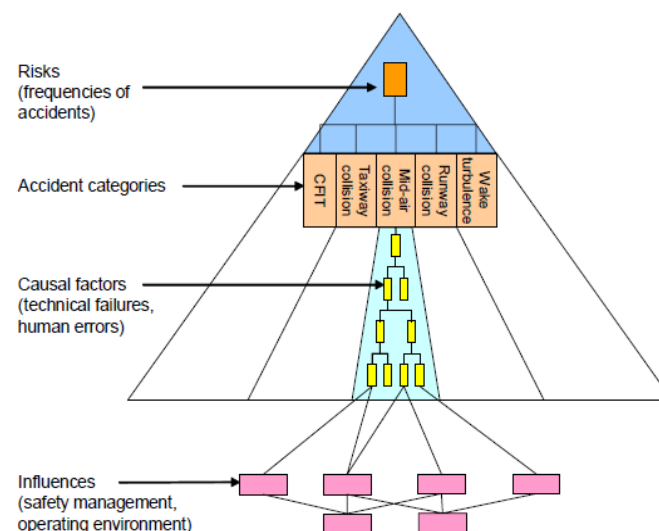 Risks
(frequencies of
accidents)
Accident categories
CFIT
Taxiway
collision
Mid-air
collision
Runway
collision
Wake
turbulence
Causal factors
(technical failures,
human errors)
Influences
(safety management,
operating environment)